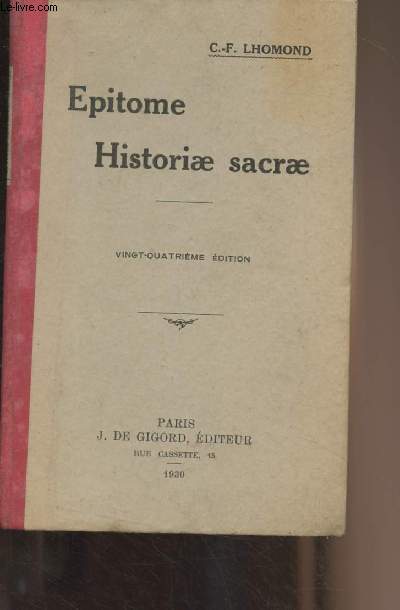 Le-livre.com
C.-F. LHOMOND
Epitome
Historiæ sacræ
VINGT-QUATRIÈME ÉDITION
PARIS
J. DE GIGORD, ÉDITEUR
RUE CASSETTE, 15
1930